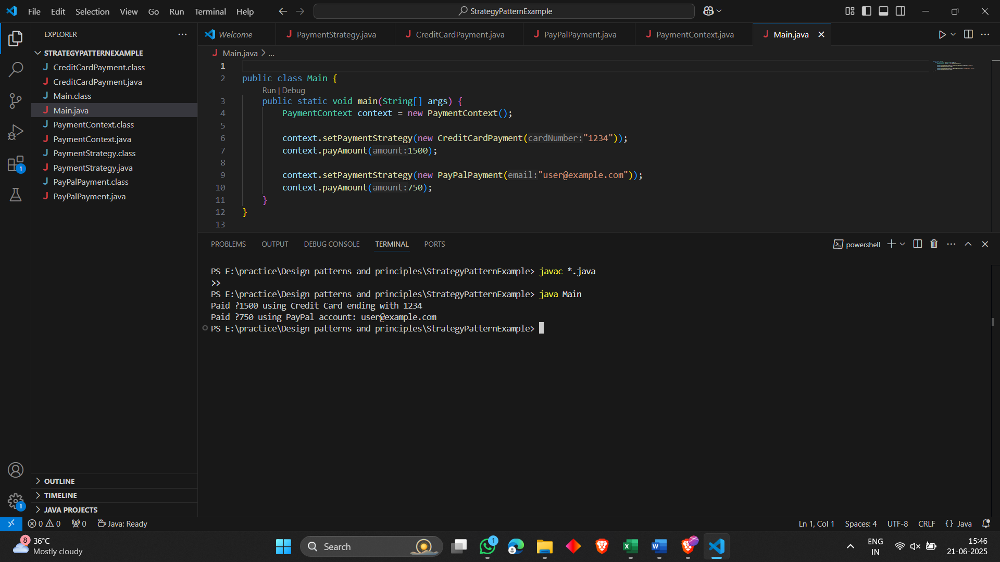 File Edit Selection View Go Run Terminal Help
StrategyPatternExample
EXPLORER
STRATEGYPATTERNEXAMPLE
CreditCardPayment.class
CreditCardPayment.java
Main.class
Main.java
PaymentContext.class
PaymentContext.java
PaymentStrategy.class
PaymentStrategy.java
PayPalPayment.class
PayPalPayment.java
1
OUTLINE
TIMELINE
JAVA PROJECTS
1
Welcome PaymentStrategy.java CreditCardPayment.java PayPalPayment.java PaymentContext.java Main.java
Main.java > ...
1
2 public class Main {
Run | Debug
3 public static void main(String[] args) {
4 PaymentContext context = new PaymentContext();
5
6 context.setPaymentStrategy(new CreditCardPayment(cardNumber:"1234"));
7 context.payAmount(amount:1500);
8
9 context.setPaymentStrategy(new PayPalPayment(email:"user@example.com"));
10 context.payAmount(amount:750);
11 }
12 }
13
PROBLEMS OUTPUT DEBUG CONSOLE TERMINAL PORTS
powershell
PS E:\practice\Design patterns and principles\StrategyPatternExample> javac *.java
>>
PS E:\practice\Design patterns and principles\StrategyPatternExample> java Main
Paid ?1500 using Credit Card ending with 1234
Paid ?750 using PayPal account: user@example.com
PS E:\practice\Design patterns and principles\StrategyPatternExample>
0 0 0 Java: Ready
Ln 1, Col 1 Spaces: 4 UTF-8 CRLF {} Java
8
36°C
Mostly cloudy
Search
1
ENG
IN
15:46
21-06-2025